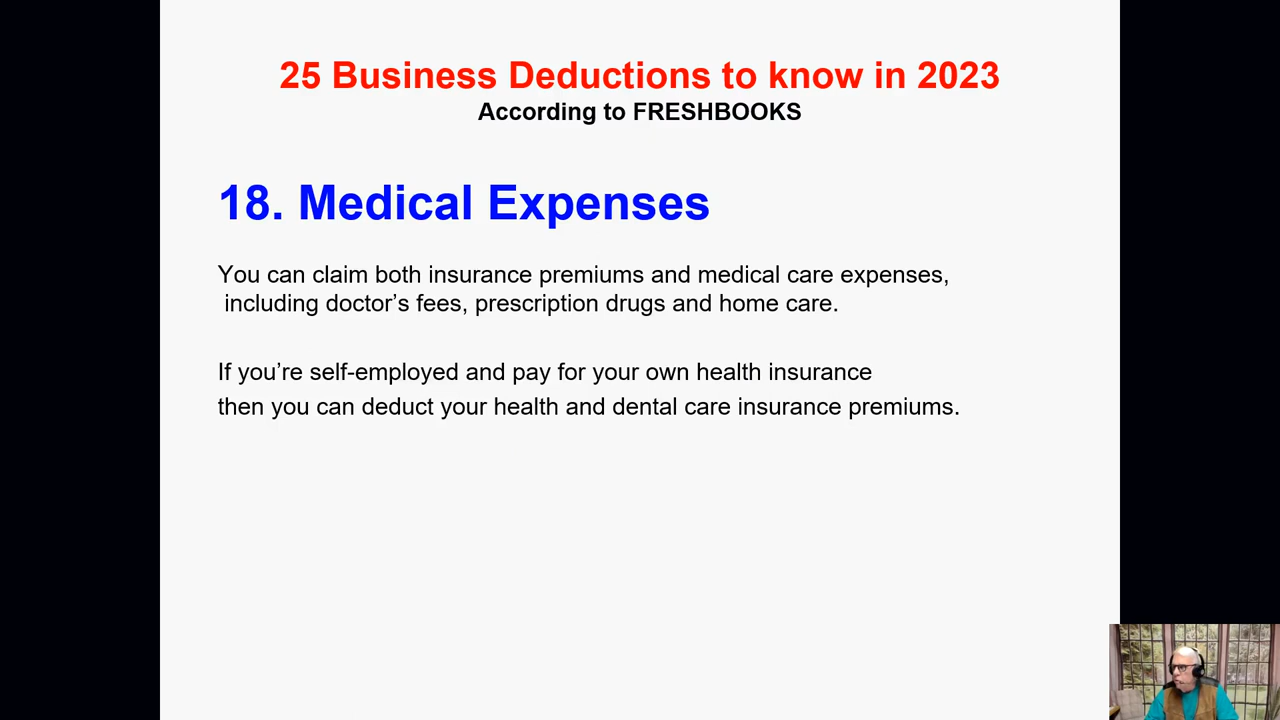 25 Business Deductions to know in 2023
According to FRESHBOOKS
18. Medical Expenses
You can claim both insurance premiums and medical care expenses,
including doctor’s fees, prescription drugs and home care.
If you’re self-employed and pay for your own health insurance
then you can deduct your health and dental care insurance premiums.